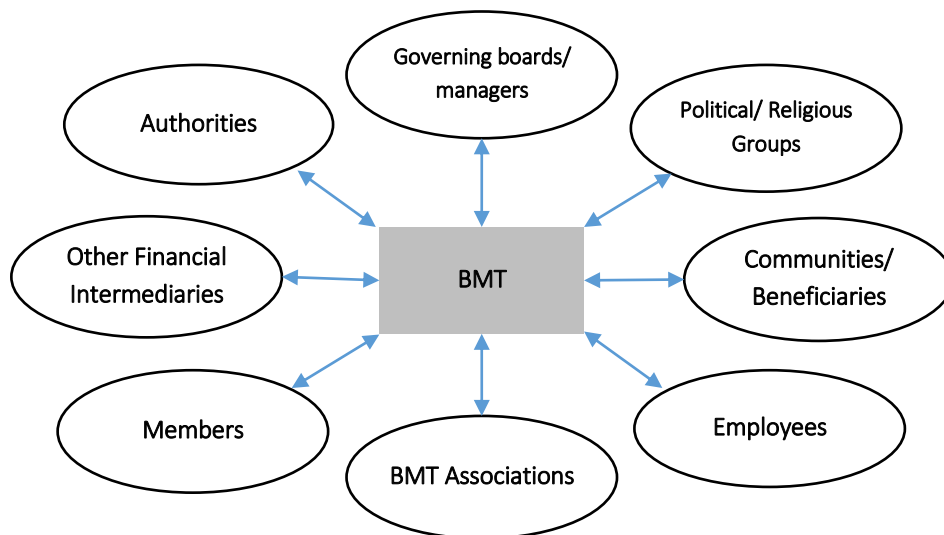 Governing boards/
managers
Authorities
Political/ Religious
Groups
Other Financial
Intermediaries
BMT
Communities/
Beneficiaries
Members
BMT Associations
Employees